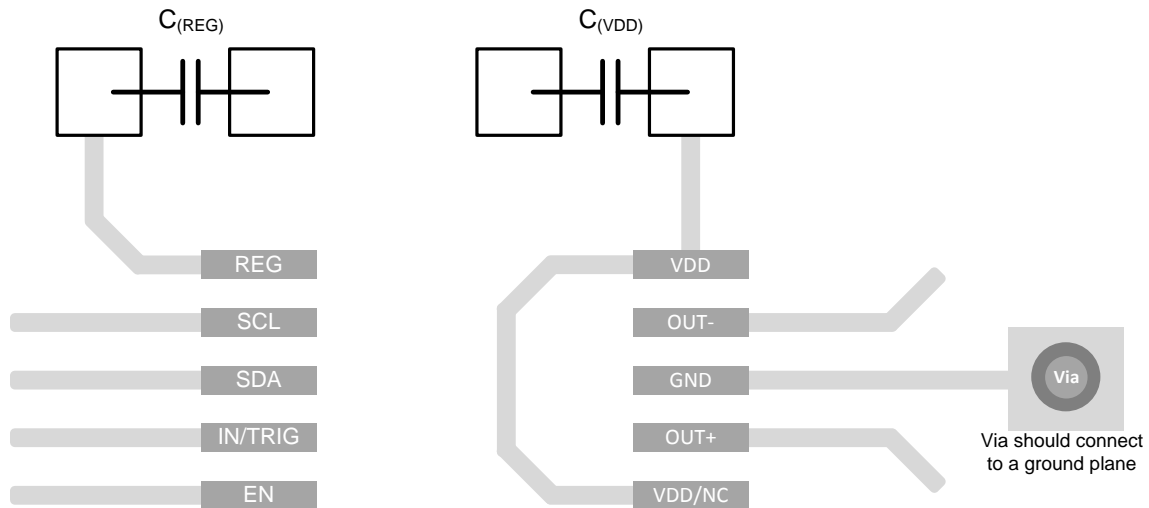 C(REG)
C(VDD)
REG
SCL
SDA
IN/TRIG
EN
VDD
OUT-
GND
OUT+
VDD/NC
Via
Via should connect
to a ground plane